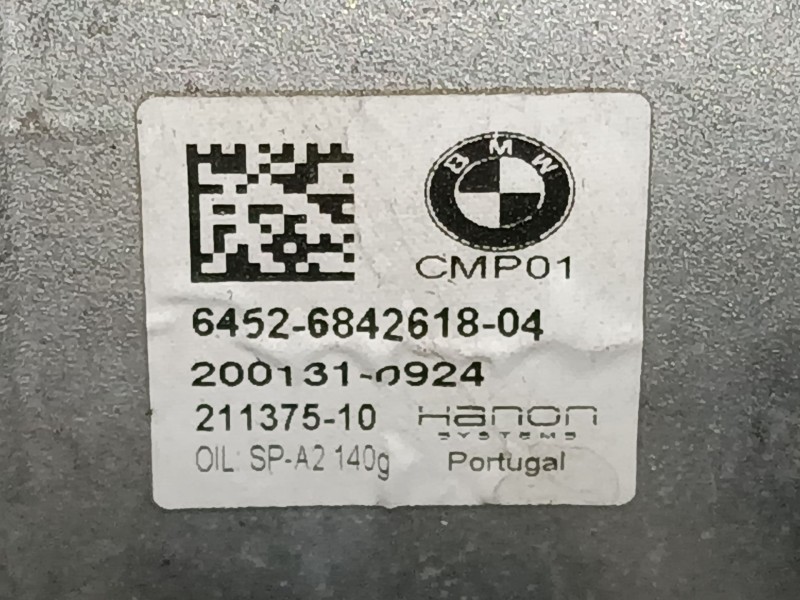 BMW
CMP01
6452-6842618-04
200131-0924
211375-10
Hanon
SYSTEMS
OIL: SP-A2 140g
Portugal